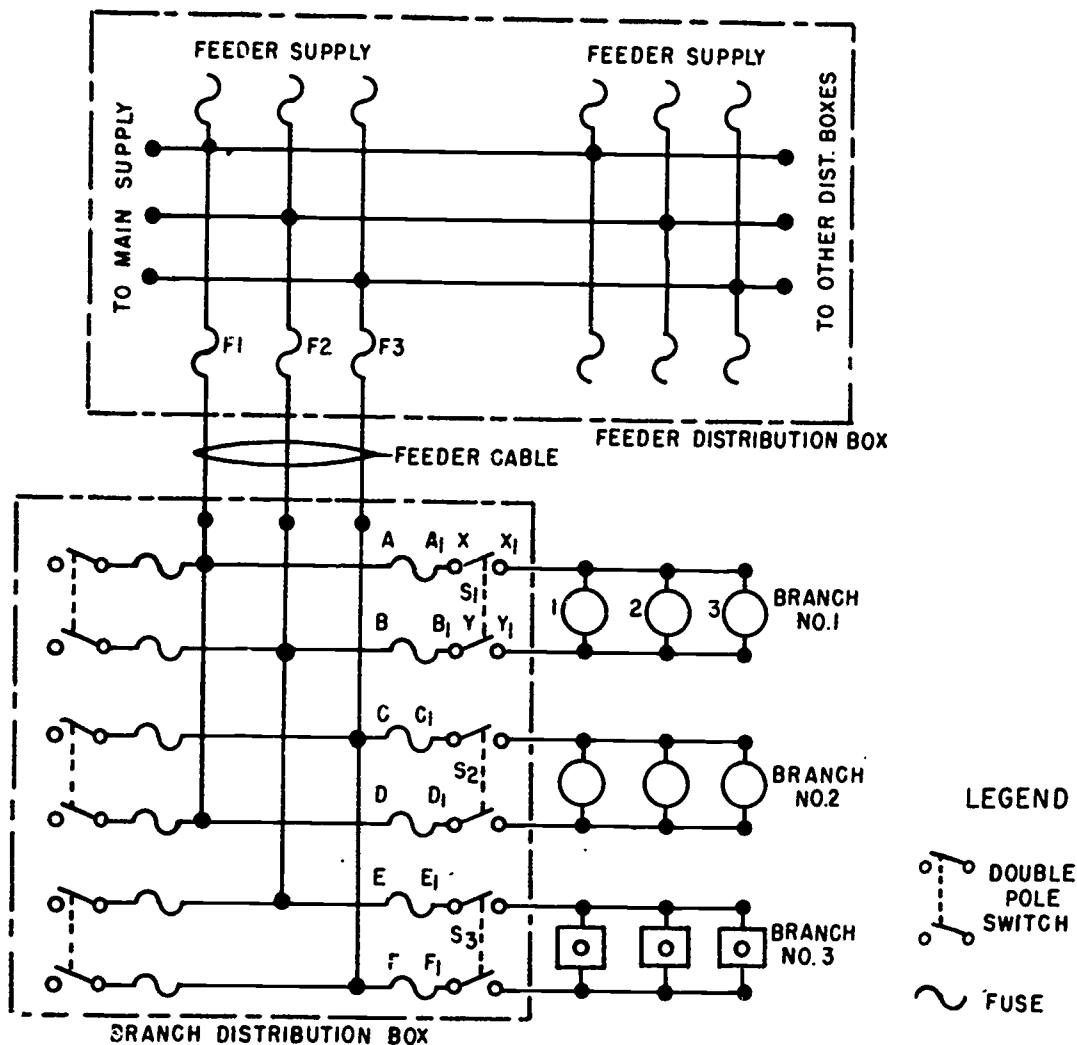 FEEDER SUPPLY
FEEDER SUPPLY
TO MAIN SUPPLY
TO OTHER DIST. BOXES
F1
F2
F3
FEEDER DISTRIBUTION BOX
FEEDER CABLE
A A1 X X1
S1
B B1 Y Y1
1 2 3
BRANCH
NO.1
C C1
S2
D D1
BRANCH
NO.2
E E1
S3
F F1
BRANCH
NO. 3
LEGEND
DOUBLE
POLE
SWITCH
FUSE
BRANCH DISTRIBUTION BOX